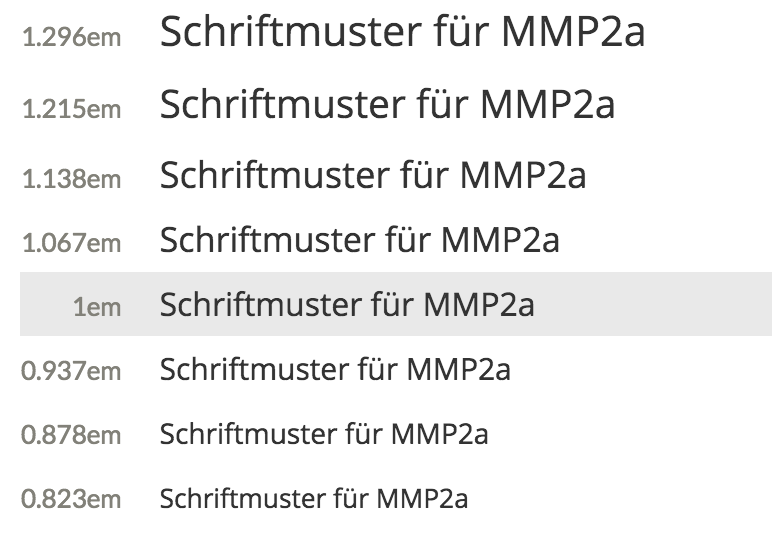 1.296em Schriftmuster für MMP2a
1.215em Schriftmuster für MMP2a
1.138em Schriftmuster für MMP2a
1.067em Schriftmuster für MMP2a
1em Schriftmuster für MMP2a
0.937em Schriftmuster für MMP2a
0.878em Schriftmuster für MMP2a
0.823em Schriftmuster für MMP2a